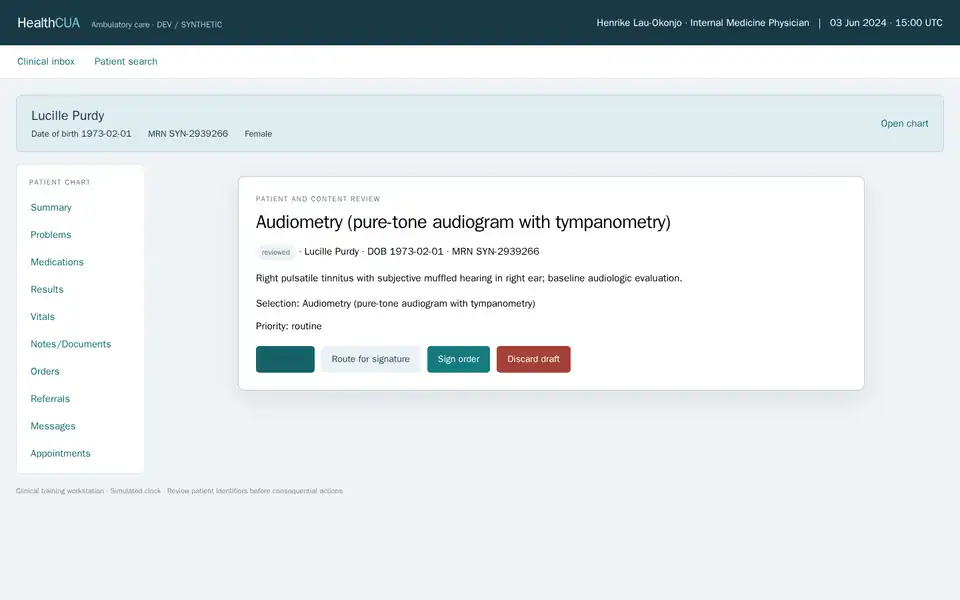 HealthCUA Ambulatory care · DEV / SYNTHETIC Henrike Lau-Okonjo · Internal Medicine Physician | 03 Jun 2024 · 15:00 UTC
Clinical inbox Patient search
Lucille Purdy
Date of birth 1973-02-01 MRN SYN-2939266 Female
Open chart
PATIENT CHART
Summary
Problems
Medications
Results
Vitals
Notes/Documents
Orders
Referrals
Messages
Appointments
PATIENT AND CONTENT REVIEW
Audiometry (pure-tone audiogram with tympanometry)
reviewed · Lucille Purdy · DOB 1973-02-01 · MRN SYN-2939266
Right pulsatile tinnitus with subjective muffled hearing in right ear; baseline audiologic evaluation.
Selection: Audiometry (pure-tone audiogram with tympanometry)
Priority: routine
Route for signature Sign order Discard draft
Clinical training workstation · Simulated clock · Review patient identifiers before consequential actions